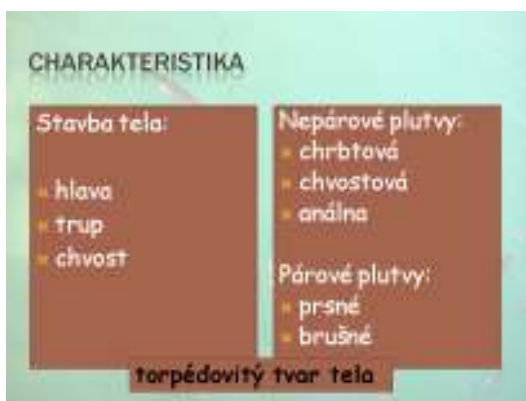 CHARAKTERISTIKA
Stavba tela:
hlava
trup
chvost
Nepárové plutvy:
chrbtová
chvostová
análna
Párové plutvy:
prsné
brušné
torpédovitý tvar tela